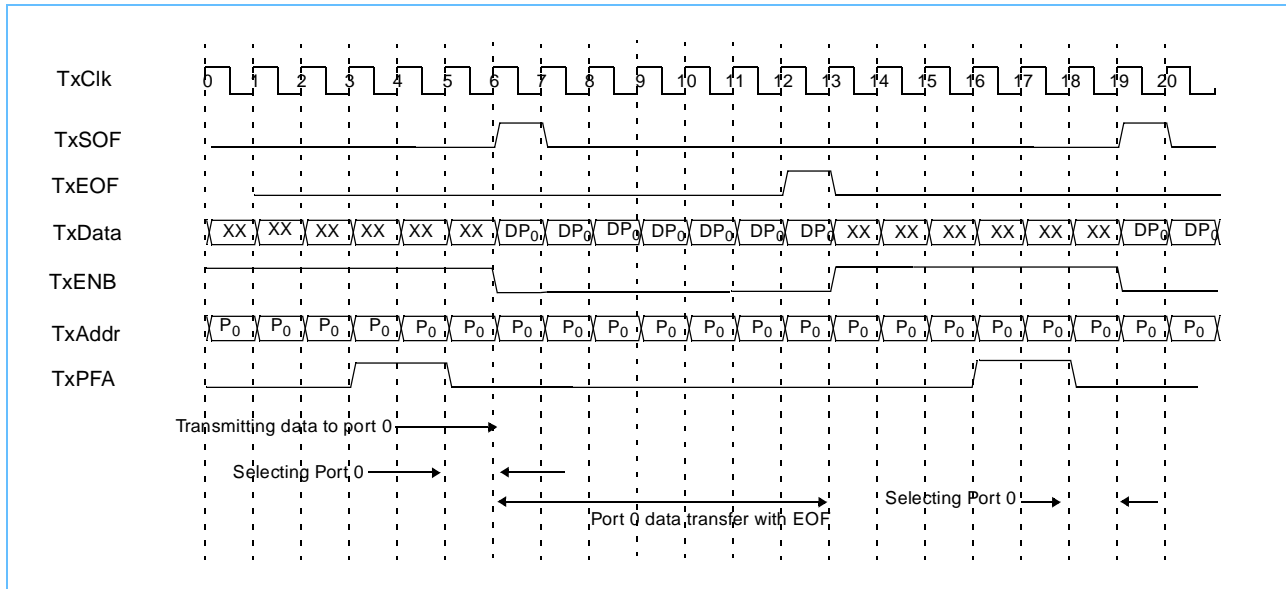 TxClk 0 1 2 3 4 5 6 7 8 9 10 11 12 13 14 15 16 17 18 19 20
TxSOF
TxEOF
TxData XX XX XX XX XX XX DP0 DP0 DP0 DP0 DP0 DP0 DP0 XX XX XX XX XX XX DP0 DP0
TxENB
TxAddr P0 P0 P0 P0 P0 P0 P0 P0 P0 P0 P0 P0 P0 P0 P0 P0 P0 P0 P0 P0 P0
TxPFA
Transmitting data to port 0
Selecting Port 0
Selecting Port 0
Port 0 data transfer with EOF